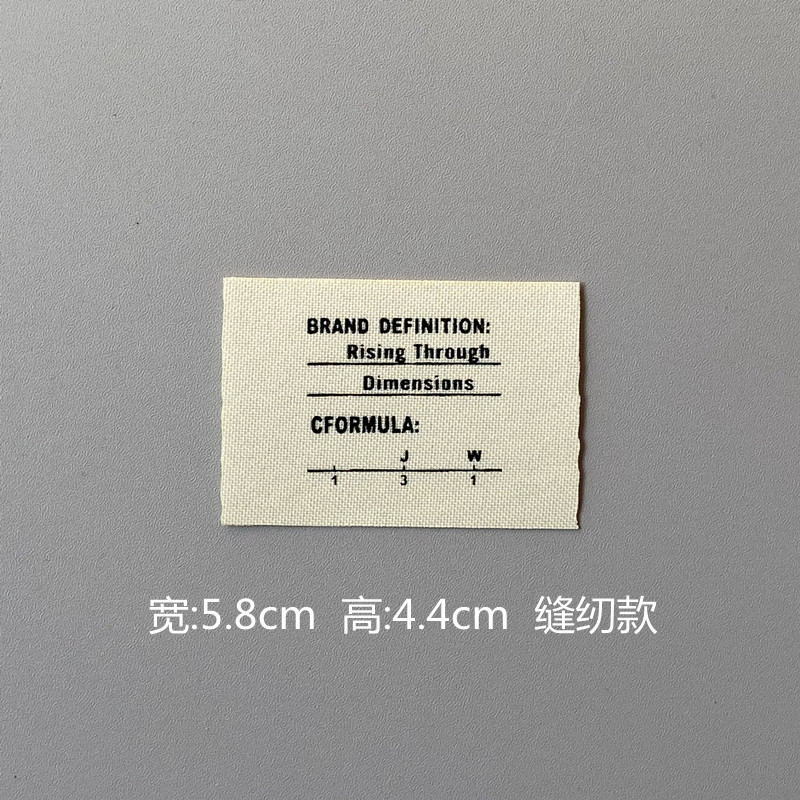 BRAND DEFINITION:
Rising Through
Dimensions
CFORMULA:
J W
1 3 1
宽:5.8cm 高:4.4cm 缝纫款